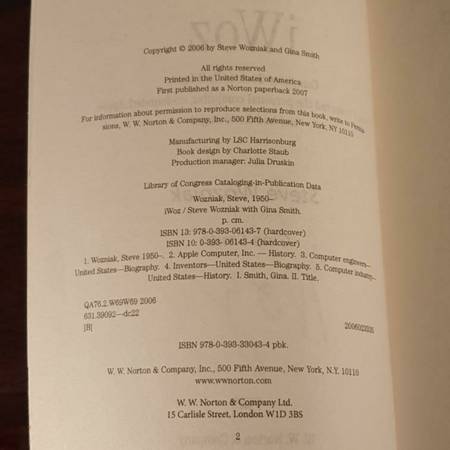 Copyright © 2006 by Steve Wozniak and Gina Smith
All rights reserved
Printed in the United States of America
First published as a Norton paperback 2007
For information about permission to reproduce selections from this book, write to Permis-
sions, W. W. Norton & Company, Inc., 500 Fifth Avenue, New York, NY 10110
Manufacturing by LSC Harrisonburg
Book design by Charlotte Staub
Production manager: Julia Druskin
Library of Congress Cataloging-in-Publication Data
Wozniak, Steve, 1950–
iWoz / Steve Wozniak with Gina Smith.
p. cm.
ISBN 13: 978-0-393-06143-7 (hardcover)
ISBN 10: 0-393- 06143-4 (hardcover)
1. Wozniak, Steve 1950–. 2. Apple Computer, Inc. — History. 3. Computer engineers—
United States—Biography. 4. Inventors—United States—Biography. 5. Computer industry—
United States—History. I. Smith, Gina. II. Title.
QA76.2.W69W69 2006
631.39092—dc22
[B]
ISBN 978-0-393-33043-4 pbk.
W. W. Norton & Company, Inc., 500 Fifth Avenue, New York, N.Y. 10110
www.wwnorton.com
W. W. Norton & Company Ltd.
15 Carlisle Street, London W1D 3BS
2